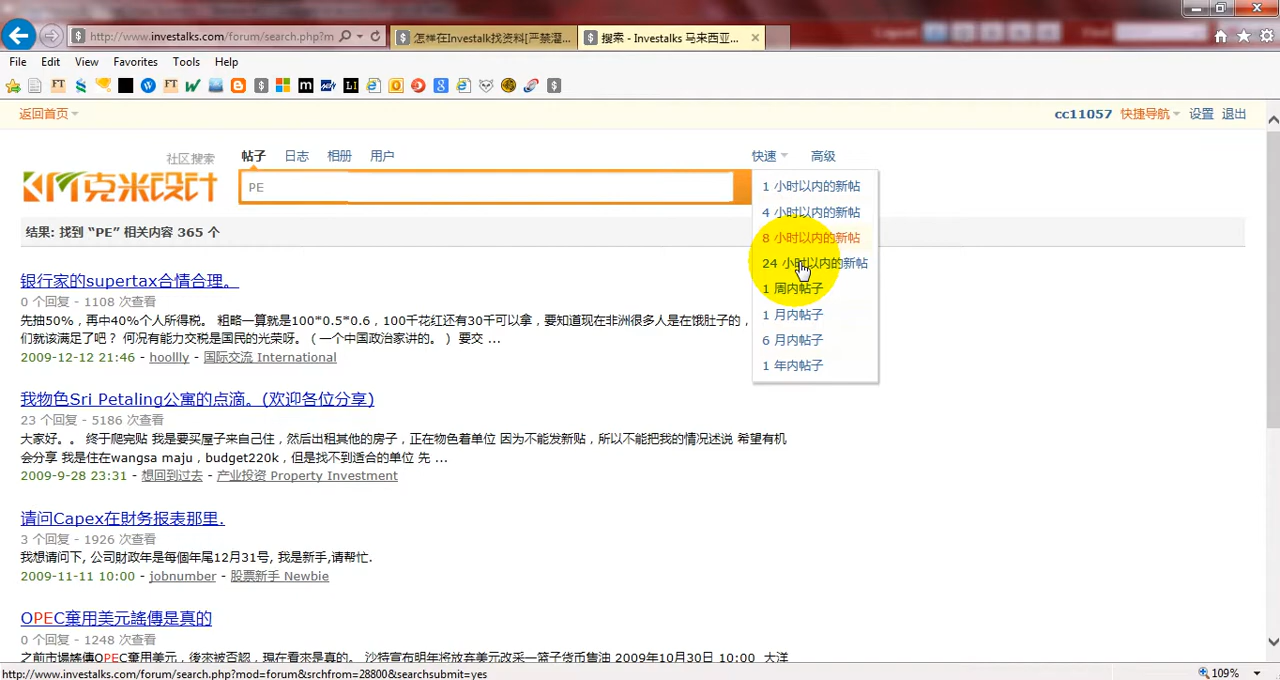 http://www.investalks.com/forum/search.php?m
怎样在Investalk找资料[严禁灌...
搜索 - Investalks 马来西亚...
File Edit View Favorites Tools Help
返回首页
cc11057 快捷导航 设置 退出
社区搜索
帖子 日志 相册 用户
快速 高级
克米设计
PE
1 小时以内的新帖
4 小时以内的新帖
8 小时以内的新帖
24 小时以内的新帖
1 周内帖子
1 月内帖子
6 月内帖子
1 年内帖子
结果: 找到 “PE” 相关内容 365 个
银行家的supertax合情合理。
0 个回复 - 1108 次查看
先抽50%，再中40%个人所得税。 粗略一算就是100*0.5*0.6，100千花红还有30千可以拿，要知道现在非洲很多人是在饿肚子的，
们就该满足了吧？ 何况有能力交税是国民的光荣呀。（一个中国政治家讲的。） 要交 ...
2009-12-12 21:46 - hoollly - 国际交流 International
我物色Sri Petaling公寓的点滴。(欢迎各位分享)
23 个回复 - 5186 次查看
大家好。。 终于爬完贴 我是要买屋子来自己住，然后出租其他的房子，正在物色着单位 因为不能发新贴，所以不能把我的情况述说 希望有机
会分享 我是住在wangsa maju，budget220k，但是找不到适合的单位 先 ...
2009-9-28 23:31 - 想回到过去 - 产业投资 Property Investment
请问Capex在財务报表那里.
3 个回复 - 1926 次查看
我想请问下, 公司財政年是每個年尾12月31号, 我是新手,请帮忙.
2009-11-11 10:00 - jobnumber - 股票新手 Newbie
OPEC棄用美元謠傳是真的
0 个回复 - 1248 次查看
之前市場謠傳OPEC棄用美元，後來被否認，現在看來是真的。 沙特宣布明年将放弃美元改采一篮子货币售油 2009年10月30日 10:00 大洋
http://www.investalks.com/forum/search.php?mod=forum&srchfrom=28800&searchsubmit=yes
109%